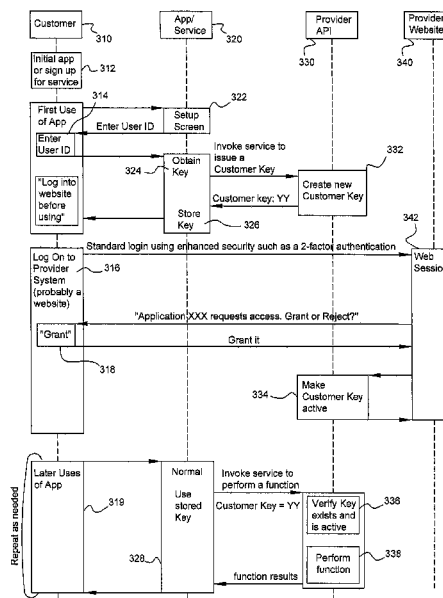 Customer
310
App/
Service
320
Provider
API
330
Provider
Website
340
Initial app
or sign up
for service
312
First Use
of App
314
Enter
User ID
"Log into
website
before
using"
Enter User ID
Setup
Screen
322
Obtain
Key
324
Store
Key
326
Invoke service to
issue a
Customer Key
332
Create new
Customer Key
Customer key: YY
342
Standard login using enhanced security such as a 2-factor authentication
Log On to
Provider
System
(probably a
website)
316
Web
Session
"Application XXX requests access. Grant or Reject?"
"Grant"
Grant it
318
334
Make
Customer Key
active
Repeat as needed
Later Uses
of App
319
Normal
Use
stored
Key
328
Invoke service to
perform a function
Customer Key = YY
Verify Key
exists and
is active
336
Perform
function
338
function results